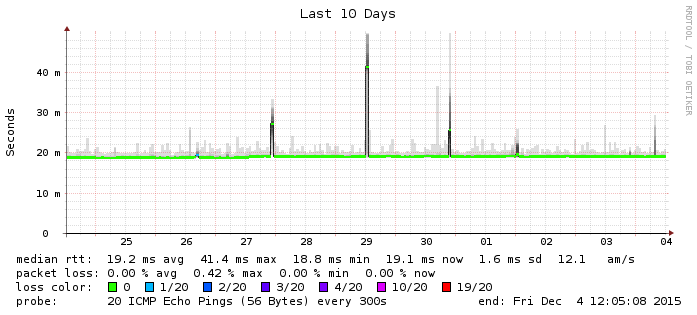 Last 10 Days
RRDTOOL / TOBI OETIKER
Seconds
40 m
30 m
20 m
10 m
0
25 26 27 28 29 30 01 02 03 04
median rtt: 19.2 ms avg 41.4 ms max 18.8 ms min 19.1 ms now 1.6 ms sd 12.1 am/s
packet loss: 0.00 % avg 0.42 % max 0.00 % min 0.00 % now
loss color: 0 1/20 2/20 3/20 4/20 10/20 19/20
probe: 20 ICMP Echo Pings (56 Bytes) every 300s end: Fri Dec 4 12:05:08 2015